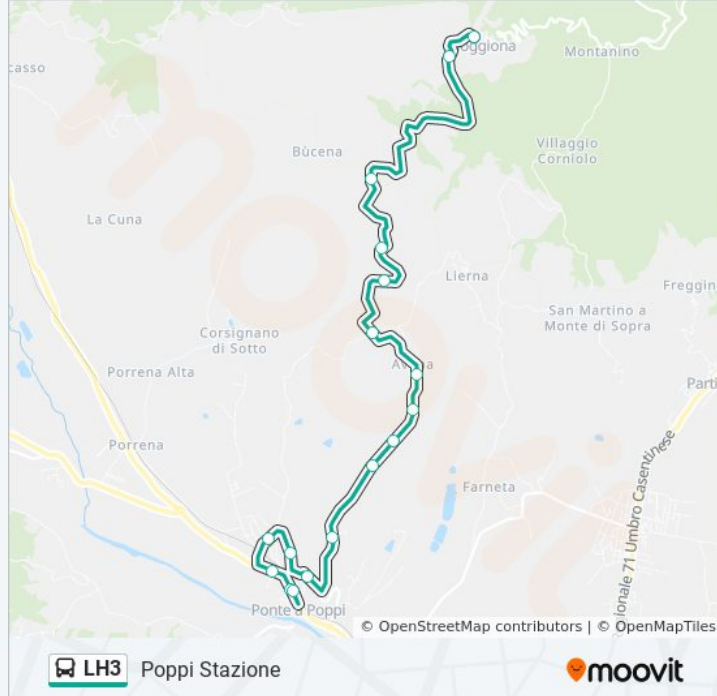 oggiona
Montanino
casso
Villaggio
Corniolo
Bùcena
La Cuna
Lierna
Freggin
San Martino a
Monte di Sopra
Corsignano
di Sotto
Porrena Alta
Parti
Porrena
Farneta
ionale 71 Umbro Casentinese
Ponte a Poppi
© OpenStreetMap contributors | © OpenMapTiles
LH3 Poppi Stazione
moovit